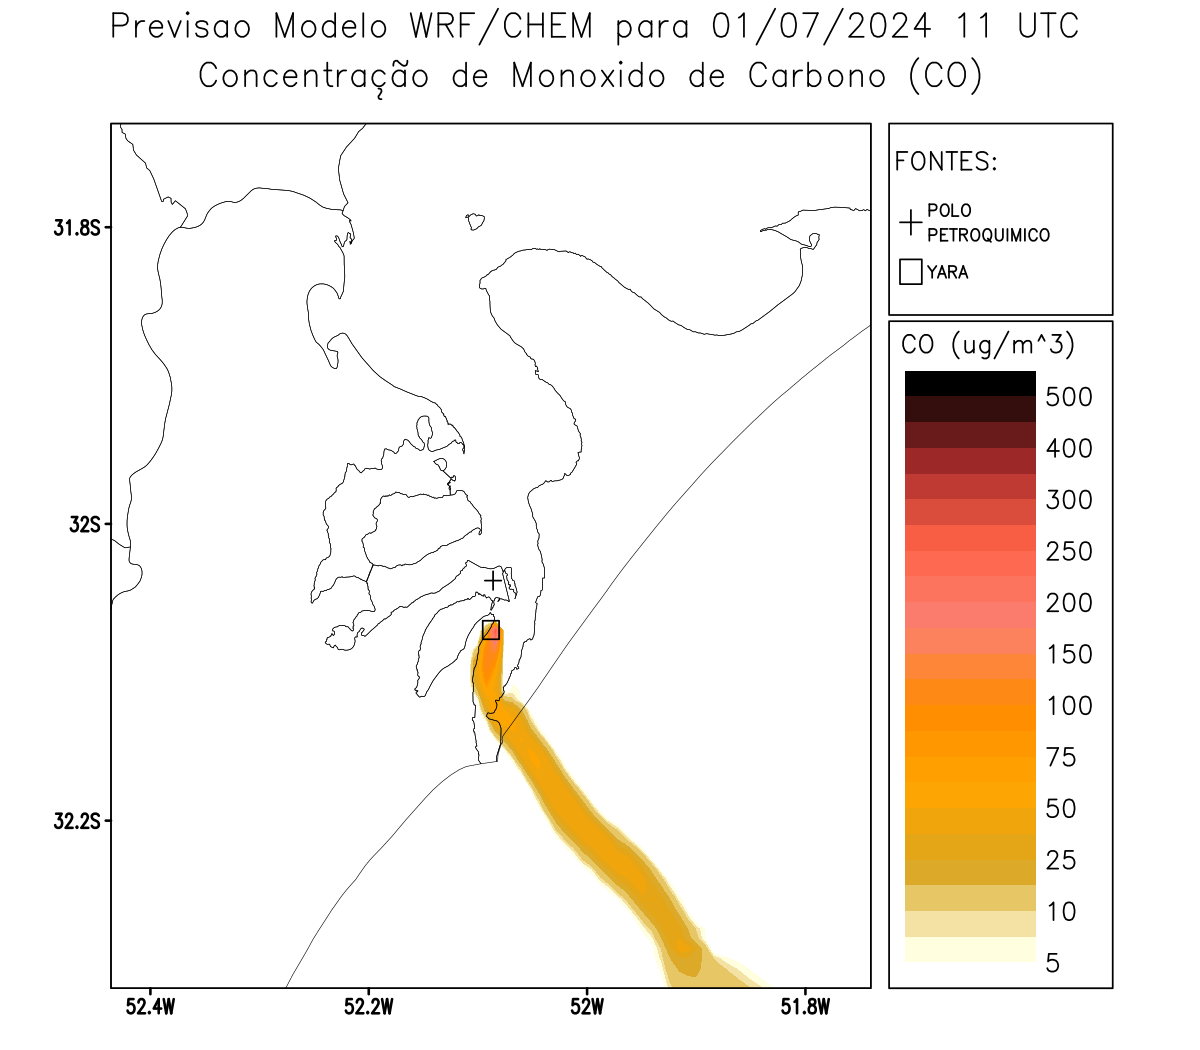 Previsao Modelo WRF/CHEM para 01/07/2024 11 UTC
Concentração de Monoxido de Carbono (CO)
FONTES:
POLO
PETROQUIMICO
YARA
CO (ug/m^3)
500
400
300
250
200
150
100
75
50
25
10
5
31.8S
32S
32.2S
52.4W
52.2W
52W
51.8W